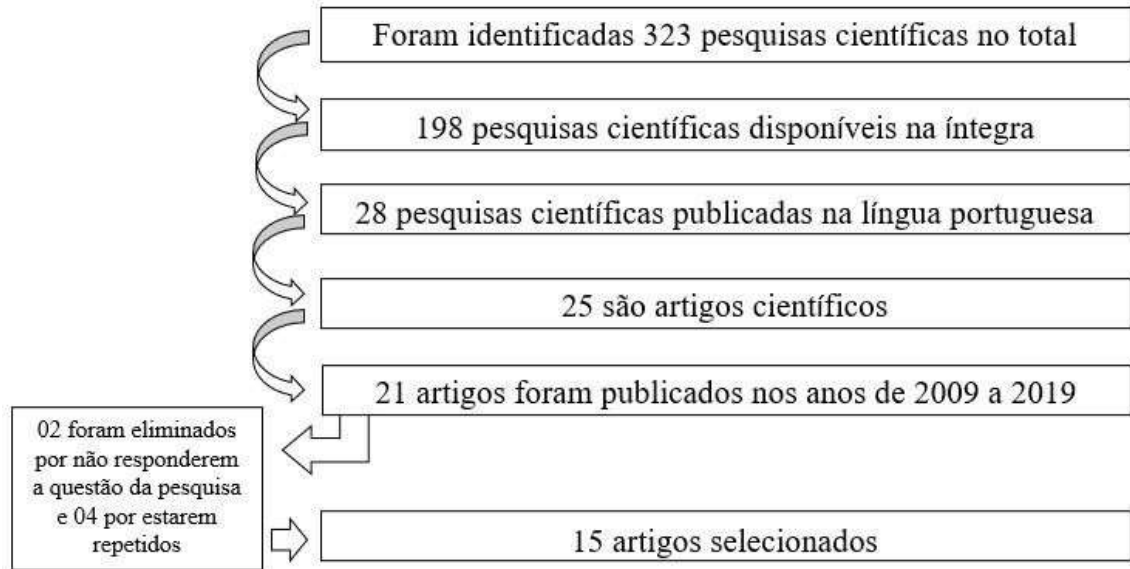 Foram identificadas 323 pesquisas científicas no total
198 pesquisas científicas disponíveis na íntegra
28 pesquisas científicas publicadas na língua portuguesa
25 são artigos científicos
21 artigos foram publicados nos anos de 2009 a 2019
02 foram eliminados
por não responderem
a questão da pesquisa
e 04 por estarem
repetidos
15 artigos selecionados